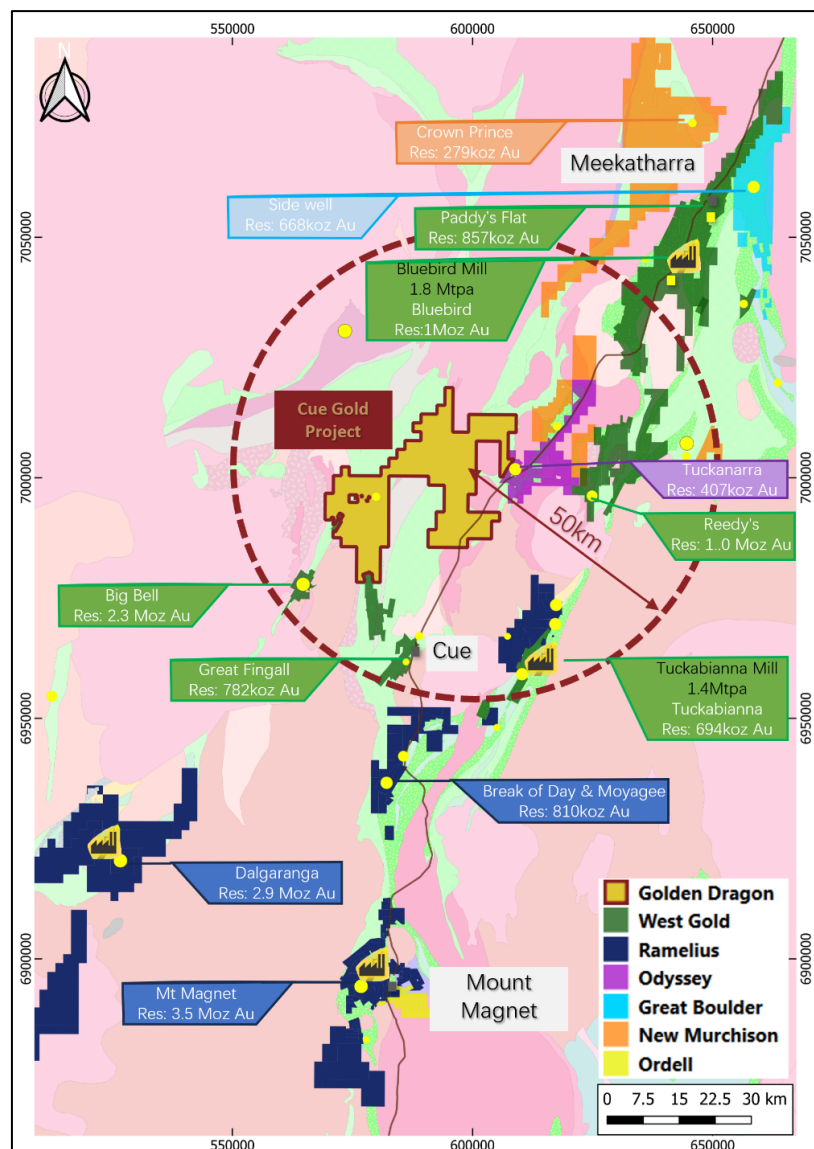 550000
600000
650000
N
Crown Prince
Res: 279koz Au
Meekatharra
Side well
Res: 668koz Au
Paddy's Flat
Res: 857koz Au
7050000
7050000
Bluebird Mill
1.8 Mtpa
Bluebird
Res:1Moz Au
Cue Gold
Project
7000000
7000000
Tuckanarra
Res: 407koz Au
50km
Reedy's
Res: 1..0 Moz Au
Big Bell
Res: 2.3 Moz Au
Cue
Great Fingall
Res: 782koz Au
Tuckabianna Mill
1.4Mtpa
Tuckabianna
Res: 694koz Au
6950000
6950000
Break of Day & Moyagee
Res: 810koz Au
Dalgaranga
Res: 2.9 Moz Au
Golden Dragon
West Gold
Ramelius
Odyssey
Great Boulder
New Murchison
Ordell
6900000
6900000
Mt Magnet
Res: 3.5 Moz Au
Mount
Magnet
0 7.5 15 22.5 30 km
550000
600000
650000